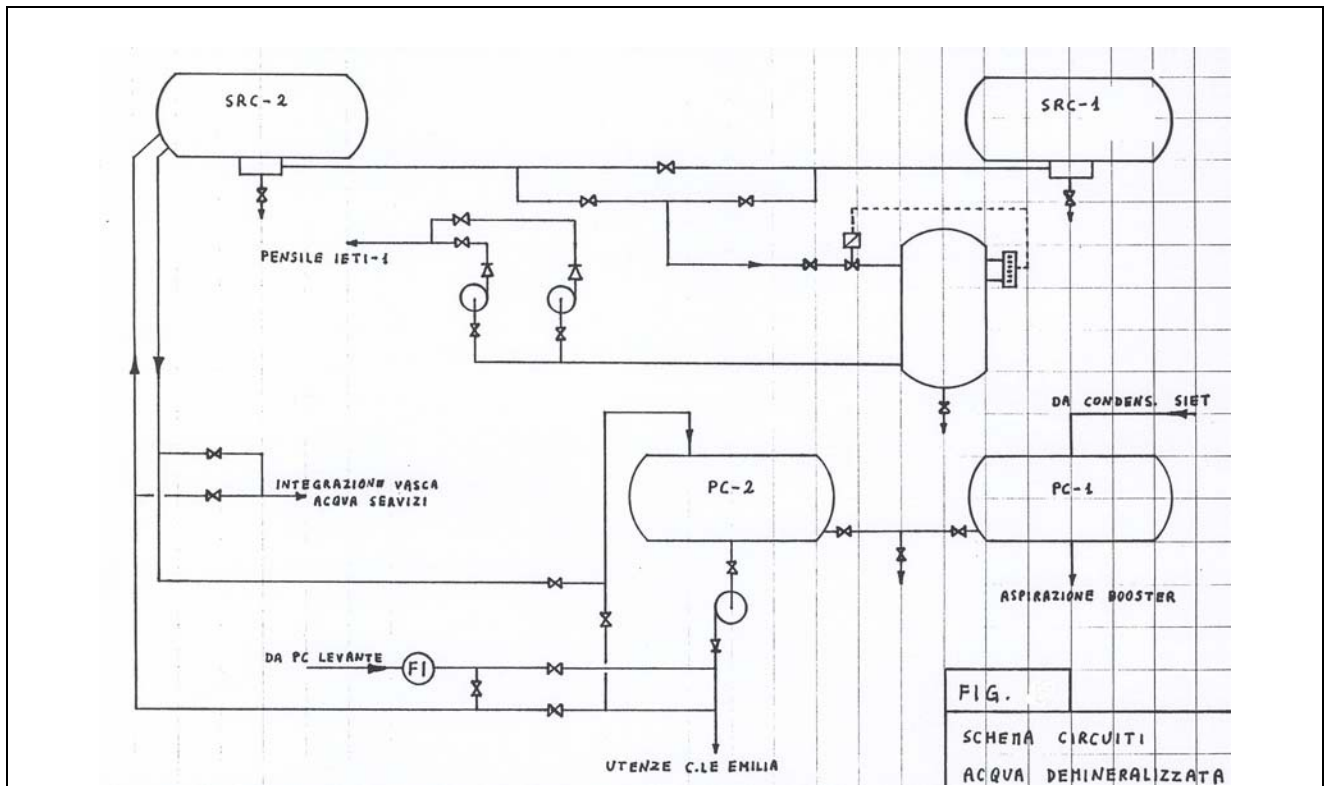 SRC-2
SRC-1
PENSILE IETI-1
DA CONDENS. SIET
PC-2
PC-1
INTEGRAZIONE VASCA
ACQUA SERVIZI
ASPIRAZIONE BOOSTER
DA PC LEVANTE
FI
UTENZE C.LE EMILIA
FIG.
SCHEMA CIRCUITI
ACQUA DEMINERALIZZATA